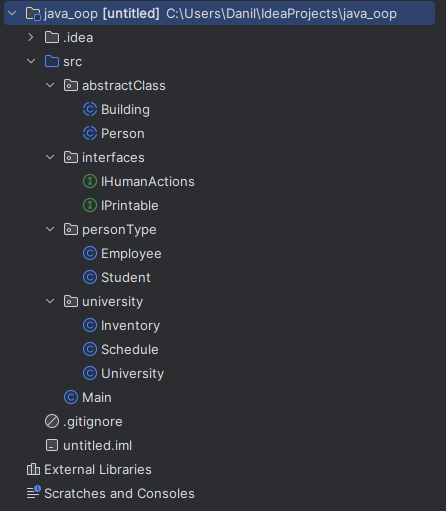 java_oop [untitled] C:\Users\Danil\IdeaProjects\java_oop
.idea
src
abstractClass
Building
Person
interfaces
IHumanActions
IPrintable
personType
Employee
Student
university
Inventory
Schedule
University
Main
.gitignore
untitled.iml
External Libraries
Scratches and Consoles